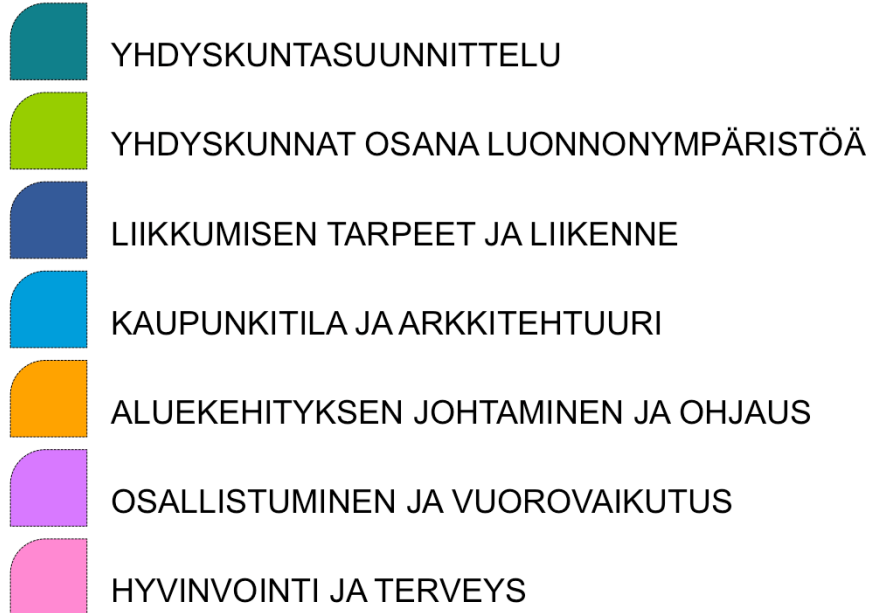 YHDYSKUNTASUUNNITTELU
YHDYSKUNNAT OSANA LUONNONYMPÄRISTÖÄ
LIIKKUMISEN TARPEET JA LIIKENNE
KAUPUNKITILA JA ARKKITEHTUURI
ALUEKEHITYKSEN JOHTAMINEN JA OHJAUS
OSALLISTUMINEN JA VUOROVAIKUTUS
HYVINVOINTI JA TERVEYS